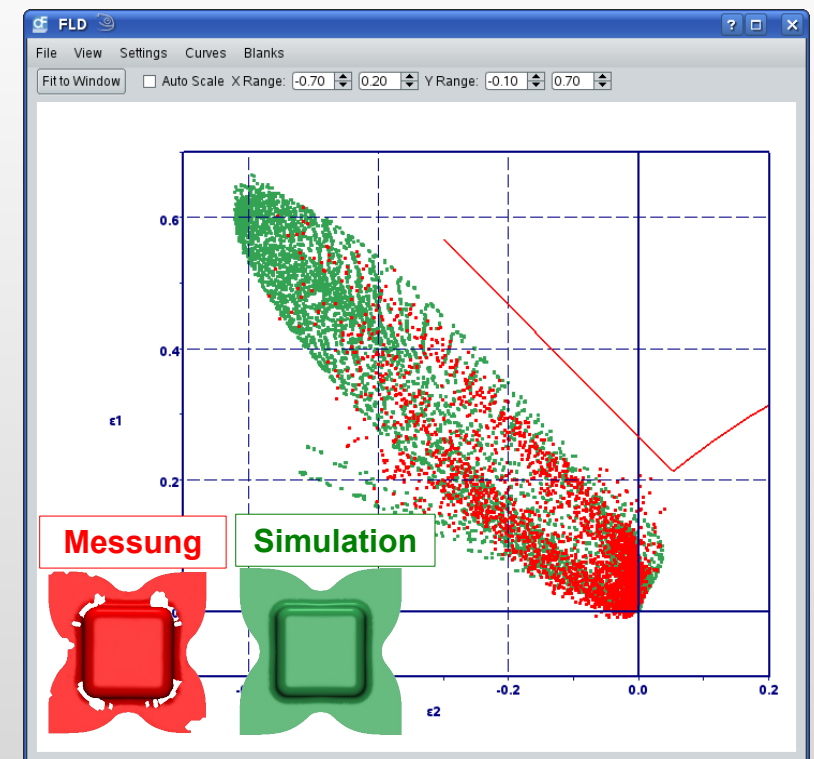 FLD
File View Settings Curves Blanks
Fit to Window Auto Scale X Range: -0.70 0.20 Y Range: -0.10 0.70
0.6
0.4
ε1
0.2
Messung Simulation
-0.2 0.0 0.2
ε2